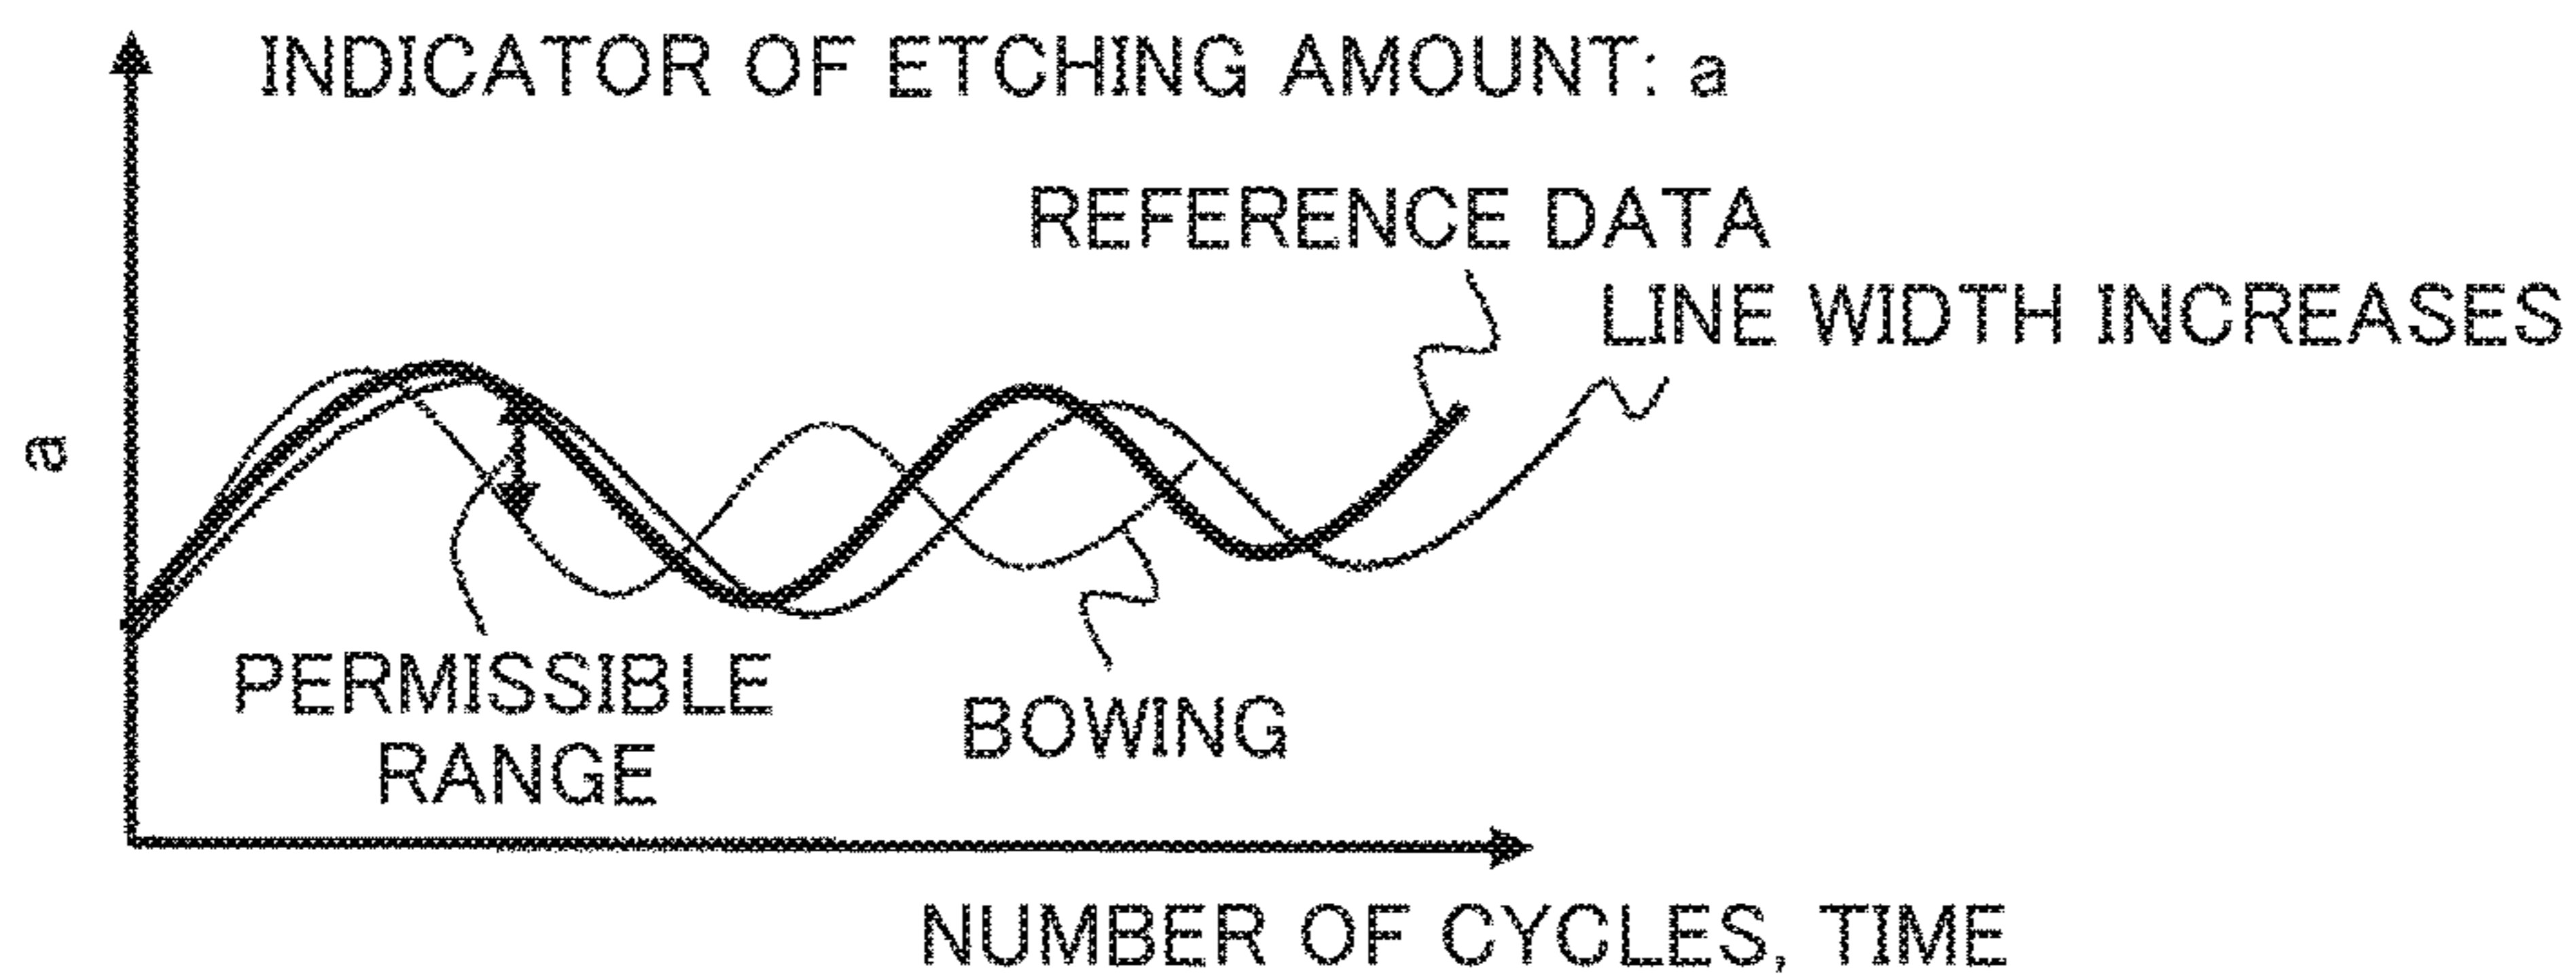 INDICATOR OF ETCHING AMOUNT: a
REFERENCE DATA
LINE WIDTH INCREASES
a
PERMISSIBLE
RANGE
BOWING
NUMBER OF CYCLES, TIME